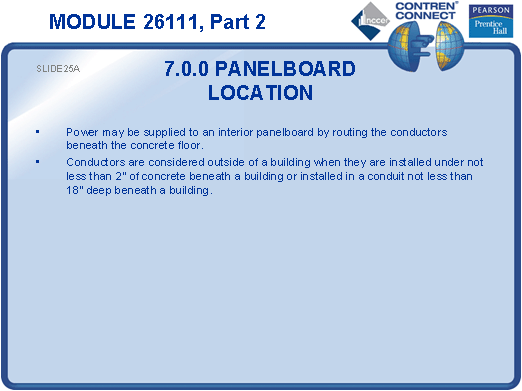 MODULE 26111, Part 2
nccer
CONTREN®
CONNECT
PEARSON
Prentice
Hall
SLIDE 25A
7.0.0 PANELBOARD
LOCATION
• Power may be supplied to an interior panelboard by routing the conductors
beneath the concrete floor.
• Conductors are considered outside of a building when they are installed under not
less than 2" of concrete beneath a building or installed in a conduit not less than
18" deep beneath a building.